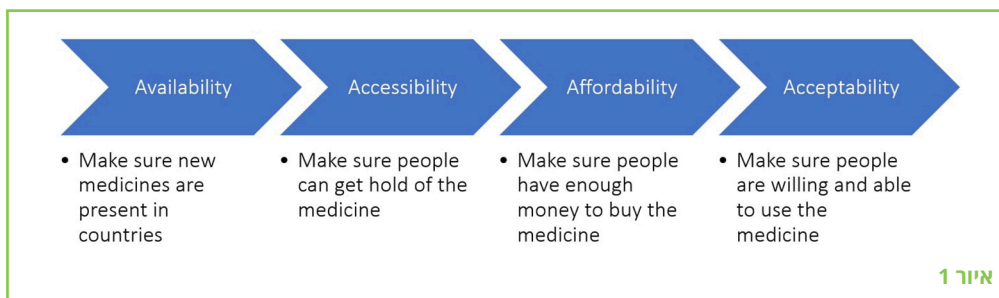 Availability
• Make sure new
medicines are
present in
countries
Accessibility
• Make sure people
can get hold of the
medicine
Affordability
• Make sure people
have enough
money to buy the
medicine
Acceptability
• Make sure people
are willing and able
to use the
medicine
איור 1